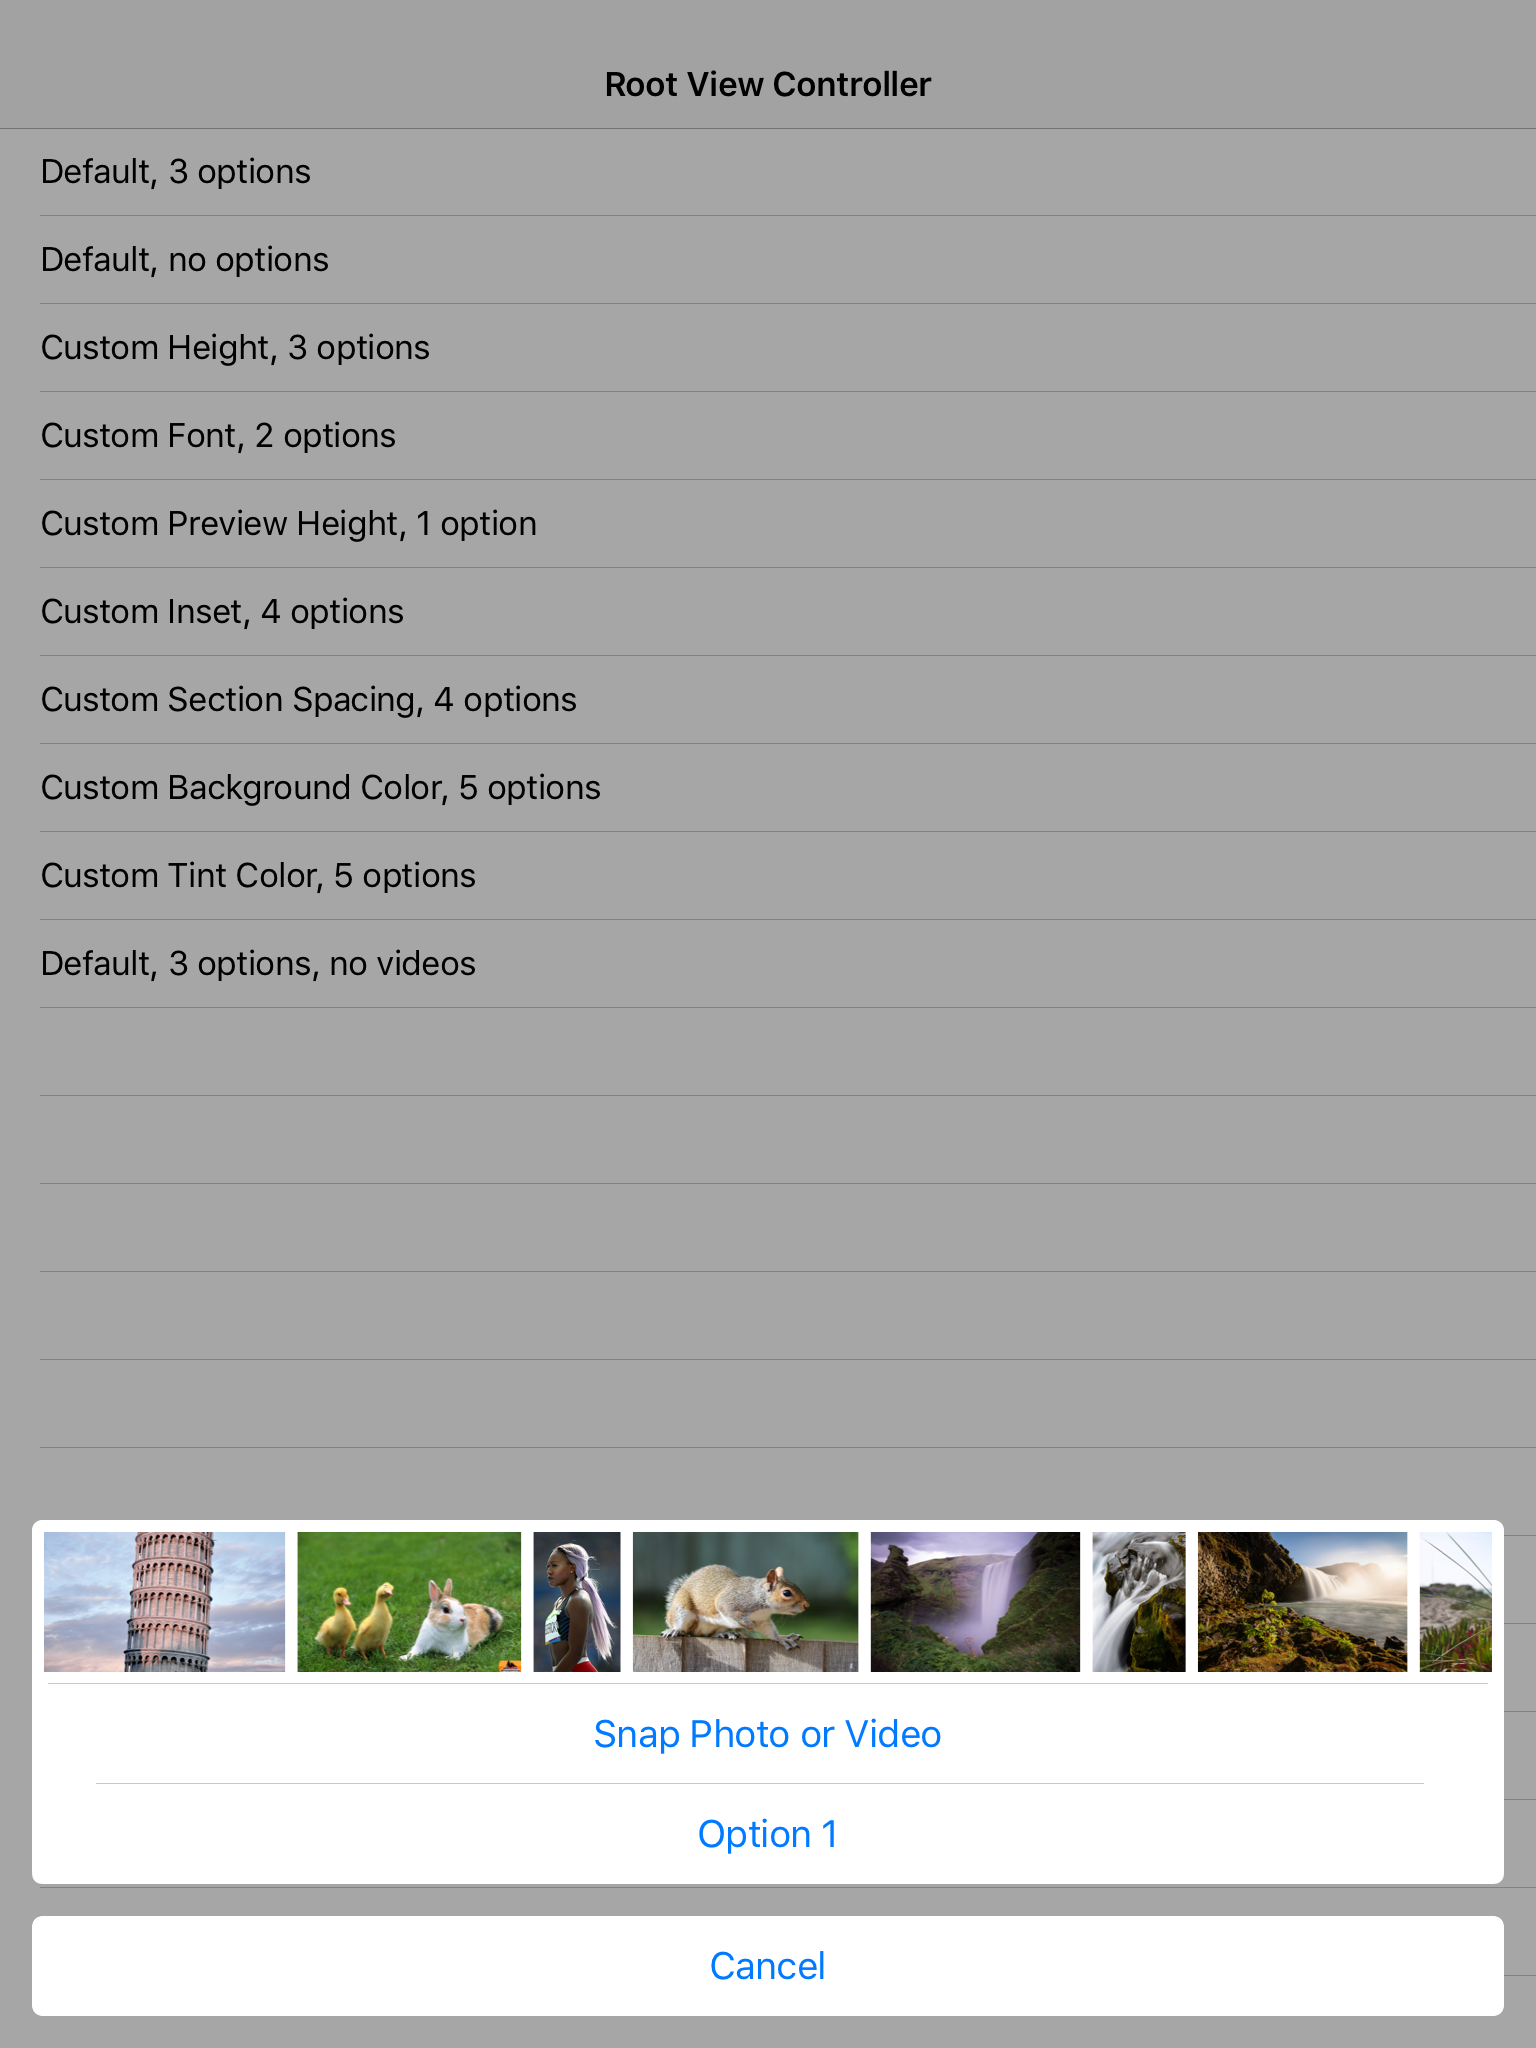 Root View Controller
Default, 3 options
Default, no options
Custom Height, 3 options
Custom Font, 2 options
Custom Preview Height, 1 option
Custom Inset, 4 options
Custom Section Spacing, 4 options
Custom Background Color, 5 options
Custom Tint Color, 5 options
Default, 3 options, no videos
Snap Photo or Video
Option 1
Cancel